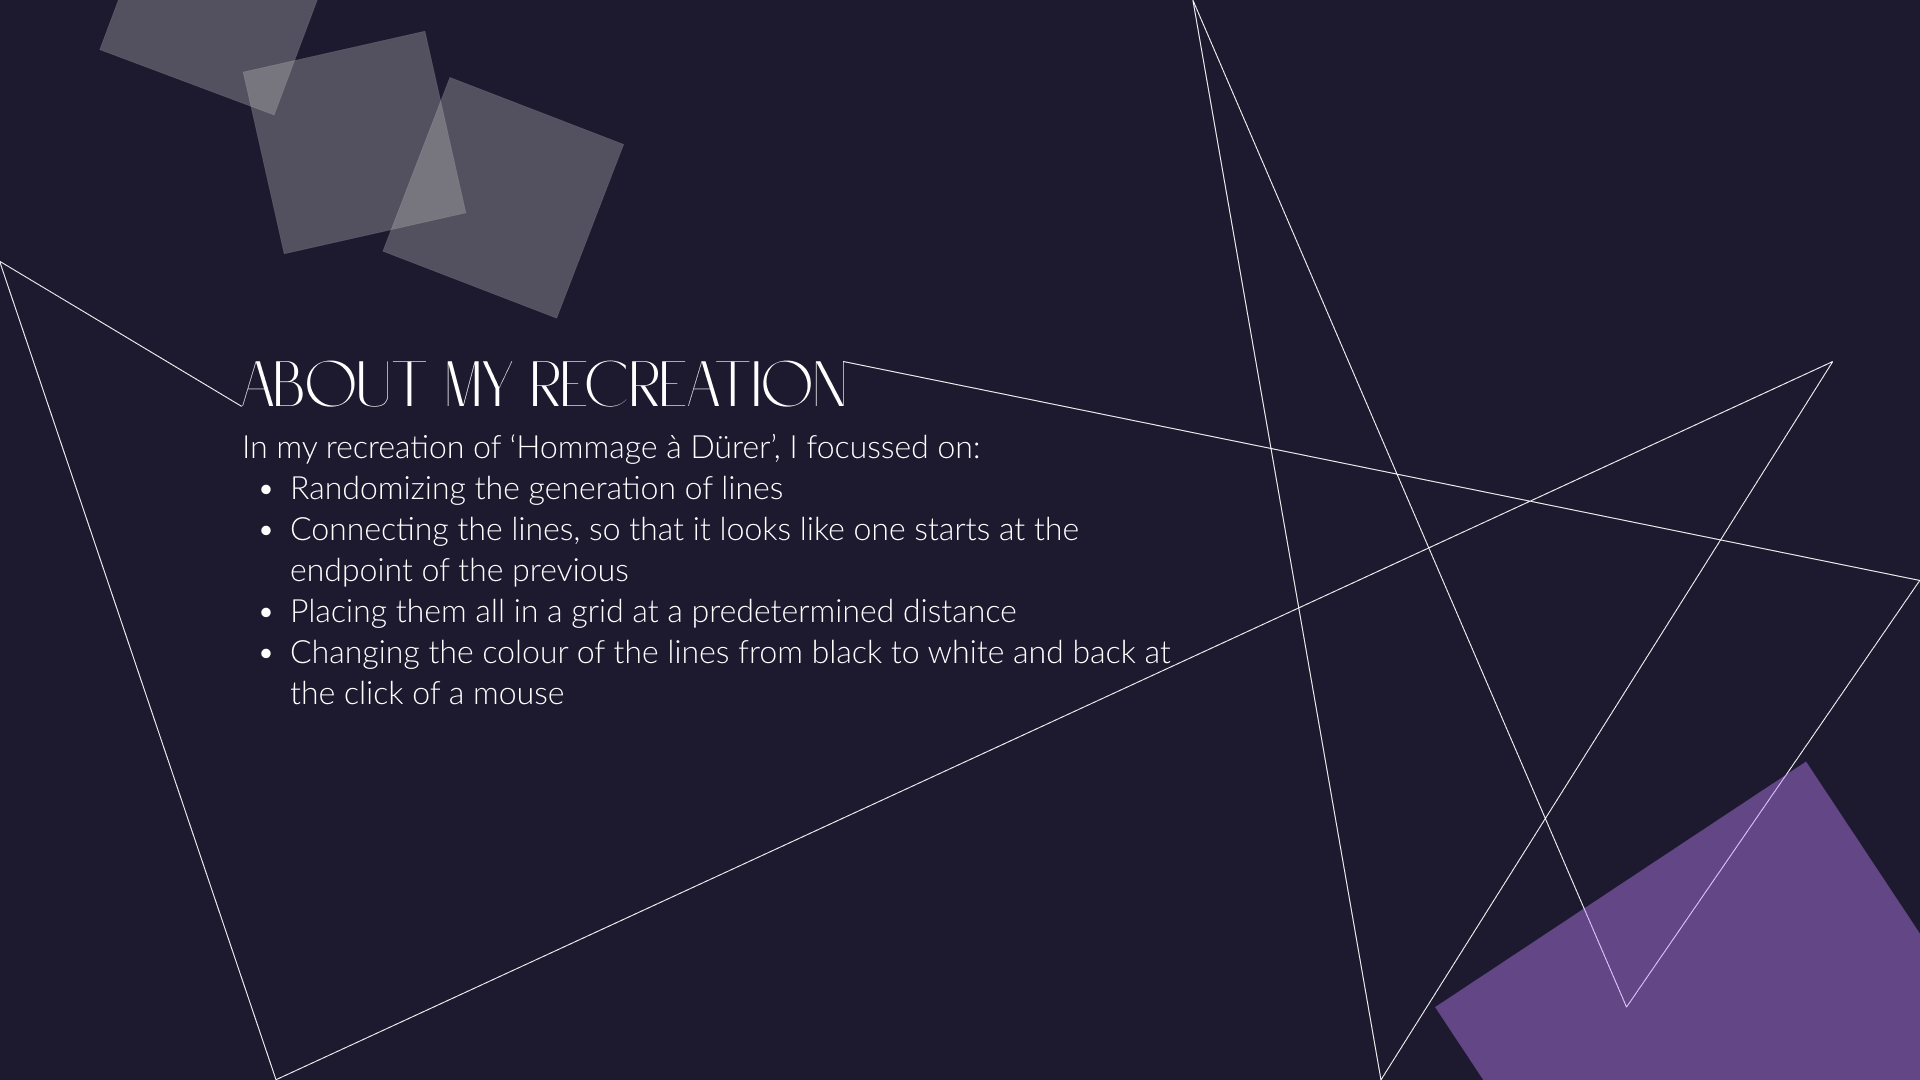 ABOUT MY RECREATION
In my recreation of ‘Hommage à Dürer’, I focussed on:
• Randomizing the generation of lines
• Connecting the lines, so that it looks like one starts at the
endpoint of the previous
• Placing them all in a grid at a predetermined distance
• Changing the colour of the lines from black to white and back at
the click of a mouse